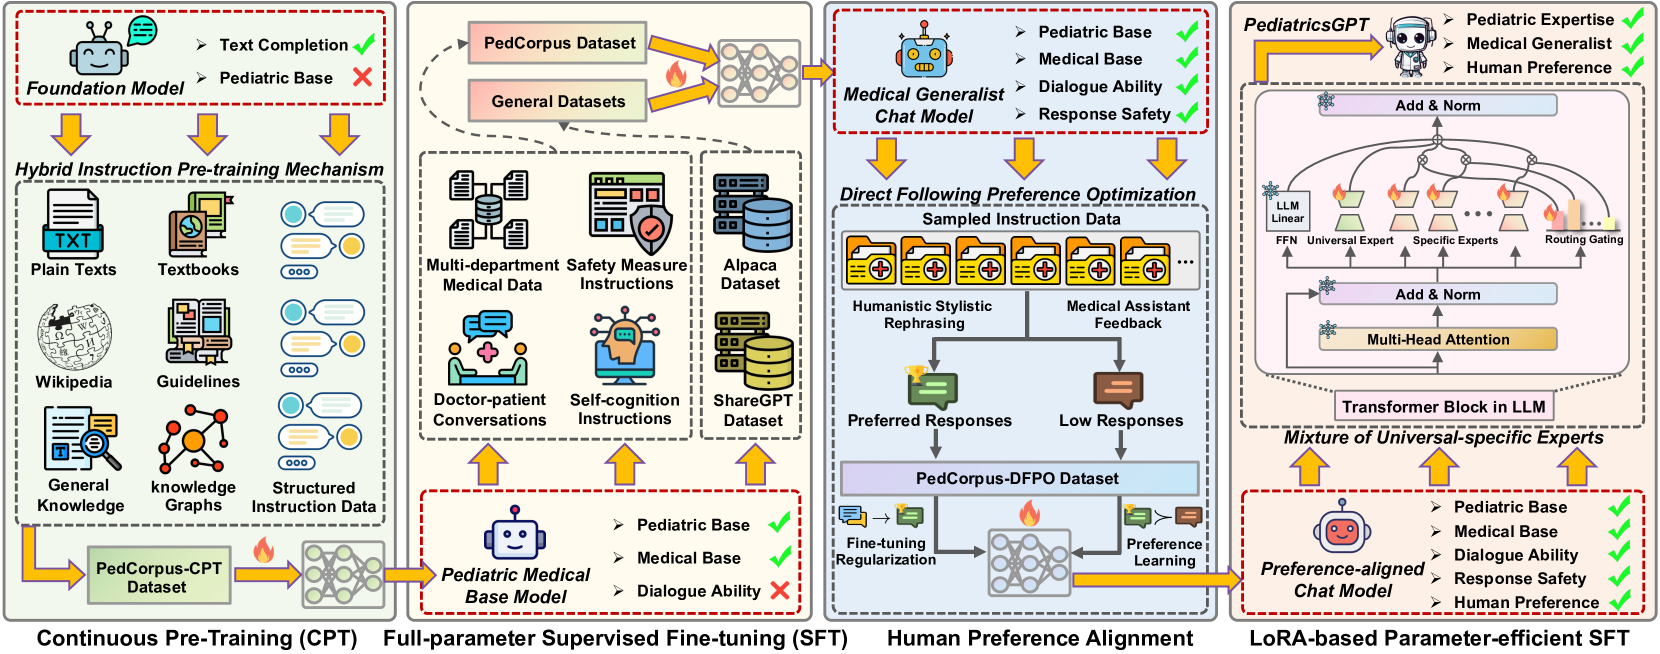 Foundation Model
Text Completion
Pediatric Base
Hybrid Instruction Pre-training Mechanism
TXT
Plain Texts
Textbooks
Wikipedia
Guidelines
T
General
Knowledge
knowledge
Graphs
Structured
Instruction Data
PedCorpus-CPT
Dataset
Continuous Pre-Training (CPT)
PedCorpus Dataset
General Datasets
Multi-department
Medical Data
Safety Measure
Instructions
Alpaca
Dataset
Doctor-patient
Conversations
Self-cognition
Instructions
ShareGPT
Dataset
Pediatric Medical
Base Model
Pediatric Base
Medical Base
Dialogue Ability
Full-parameter Supervised Fine-tuning (SFT)
Medical Generalist
Chat Model
Pediatric Base
Medical Base
Dialogue Ability
Response Safety
Direct Following Preference Optimization
Sampled Instruction Data
...
Humanistic Stylistic
Rephrasing
Medical Assistant
Feedback
Preferred Responses
Low Responses
PedCorpus-DFPO Dataset
Fine-tuning
Regularization
Preference
Learning
Human Preference Alignment
PediatricsGPT
Pediatric Expertise
Medical Generalist
Human Preference
Add & Norm
LLM
Linear
FFN
Universal Expert
Specific Experts
Routing Gating
Add & Norm
Multi-Head Attention
Transformer Block in LLM
Mixture of Universal-specific Experts
Preference-aligned
Chat Model
Pediatric Base
Medical Base
Dialogue Ability
Response Safety
Human Preference
LoRA-based Parameter-efficient SFT